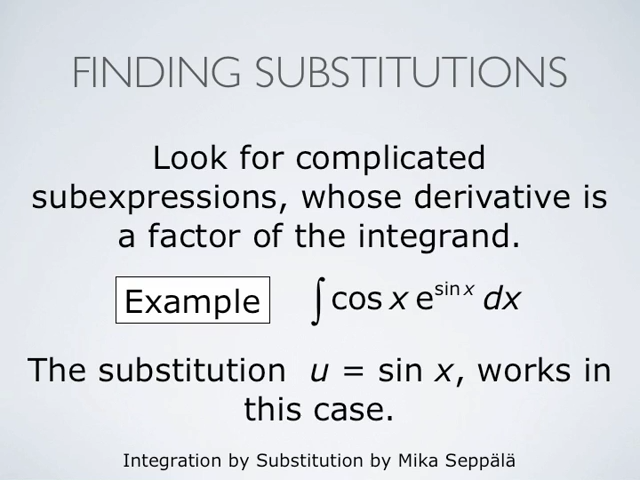 FINDING SUBSTITUTIONS
Look for complicated
subexpressions, whose derivative is
a factor of the integrand.
Example ∫ cos x e^{sin x} dx
The substitution u = sin x, works in
this case.
Integration by Substitution by Mika Seppälä